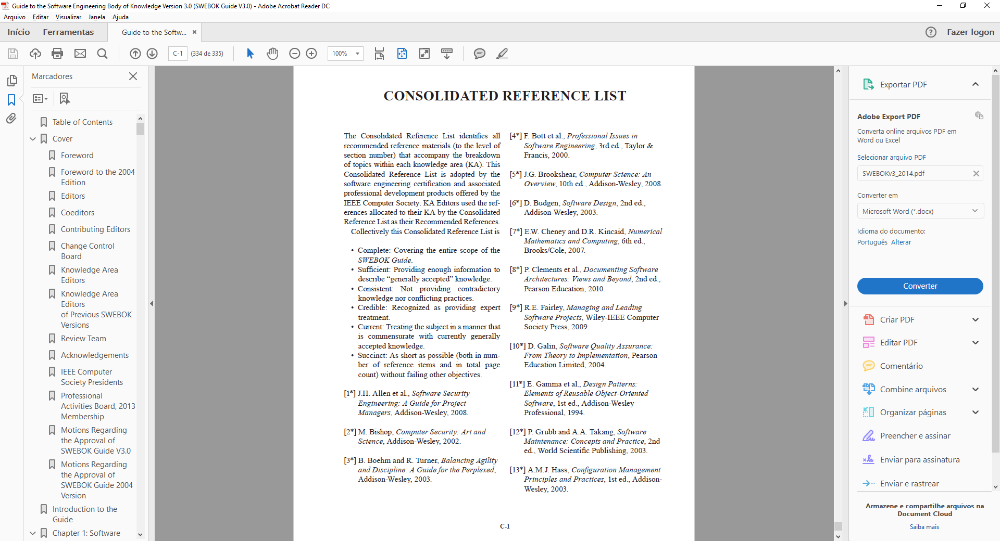 Guide to the Software Engineering Body of Knowledge Version 3.0 (SWEBOK Guide V3.0) - Adobe Acrobat Reader DC
Arquivo Editar Visualizar Janela Ajuda
Início Ferramentas Guide to the Softw... Fazer logon
C-1 (334 de 335) 100%
Marcadores
Table of Contents
Cover
Foreword
Foreword to the 2004
Edition
Editors
Coeditors
Contributing Editors
Change Control
Board
Knowledge Area
Editors
Knowledge Area
Editors
of Previous SWEBOK
Versions
Review Team
Acknowledgements
IEEE Computer
Society Presidents
Professional
Activities Board, 2013
Membership
Motions Regarding
the Approval of
SWEBOK Guide V3.0
Motions Regarding
the Approval of
SWEBOK Guide 2004
Version
Introduction to the
Guide
Chapter 1: Software
CONSOLIDATED REFERENCE LIST
The Consolidated Reference List identifies all
recommended reference materials (to the level of
section number) that accompany the breakdown
of topics within each knowledge area (KA). This
Consolidated Reference List is adopted by the
software engineering certification and associated
professional development products offered by the
IEEE Computer Society. KA Editors used the ref-
erences allocated to their KA by the Consolidated
Reference List as their Recommended References.
Collectively this Consolidated Reference List is
• Complete: Covering the entire scope of the
SWEBOK Guide.
• Sufficient: Providing enough information to
describe “generally accepted” knowledge.
• Consistent: Not providing contradictory
knowledge nor conflicting practices.
• Credible: Recognized as providing expert
treatment.
• Current: Treating the subject in a manner that
is commensurate with currently generally
accepted knowledge.
• Succinct: As short as possible (both in num-
ber of reference items and in total page
count) without failing other objectives.
[1*] J.H. Allen et al., Software Security
Engineering: A Guide for Project
Managers, Addison-Wesley, 2008.
[2*] M. Bishop, Computer Security: Art and
Science, Addison-Wesley, 2002.
[3*] B. Boehm and R. Turner, Balancing Agility
and Discipline: A Guide for the Perplexed,
Addison-Wesley, 2003.
[4*] F. Bott et al., Professional Issues in
Software Engineering, 3rd ed., Taylor &
Francis, 2000.
[5*] J.G. Brookshear, Computer Science: An
Overview, 10th ed., Addison-Wesley, 2008.
[6*] D. Budgen, Software Design, 2nd ed.,
Addison-Wesley, 2003.
[7*] E.W. Cheney and D.R. Kincaid, Numerical
Mathematics and Computing, 6th ed.,
Brooks/Cole, 2007.
[8*] P. Clements et al., Documenting Software
Architectures: Views and Beyond, 2nd ed.,
Pearson Education, 2010.
[9*] R.E. Fairley, Managing and Leading
Software Projects, Wiley-IEEE Computer
Society Press, 2009.
[10*] D. Galin, Software Quality Assurance:
From Theory to Implementation, Pearson
Education Limited, 2004.
[11*] E. Gamma et al., Design Patterns:
Elements of Reusable Object-Oriented
Software, 1st ed., Addison-Wesley
Professional, 1994.
[12*] P. Grubb and A.A. Takang, Software
Maintenance: Concepts and Practice, 2nd
ed., World Scientific Publishing, 2003.
[13*] A.M.J. Hass, Configuration Management
Principles and Practices, 1st ed., Addison-
Wesley, 2003.
C-1
Exportar PDF
Adobe Export PDF
Converta online arquivos PDF em
Word ou Excel
Selecionar arquivo PDF
SWEBOKv3_2014.pdf
Converter em
Microsoft Word (*.docx)
Idioma do documento:
Português Alterar
Converter
Criar PDF
Editar PDF
Comentário
Combine arquivos
Organizar páginas
Preencher e assinar
Enviar para assinatura
Enviar e rastrear
Armazene e compartilhe arquivos na
Document Cloud
Saiba mais